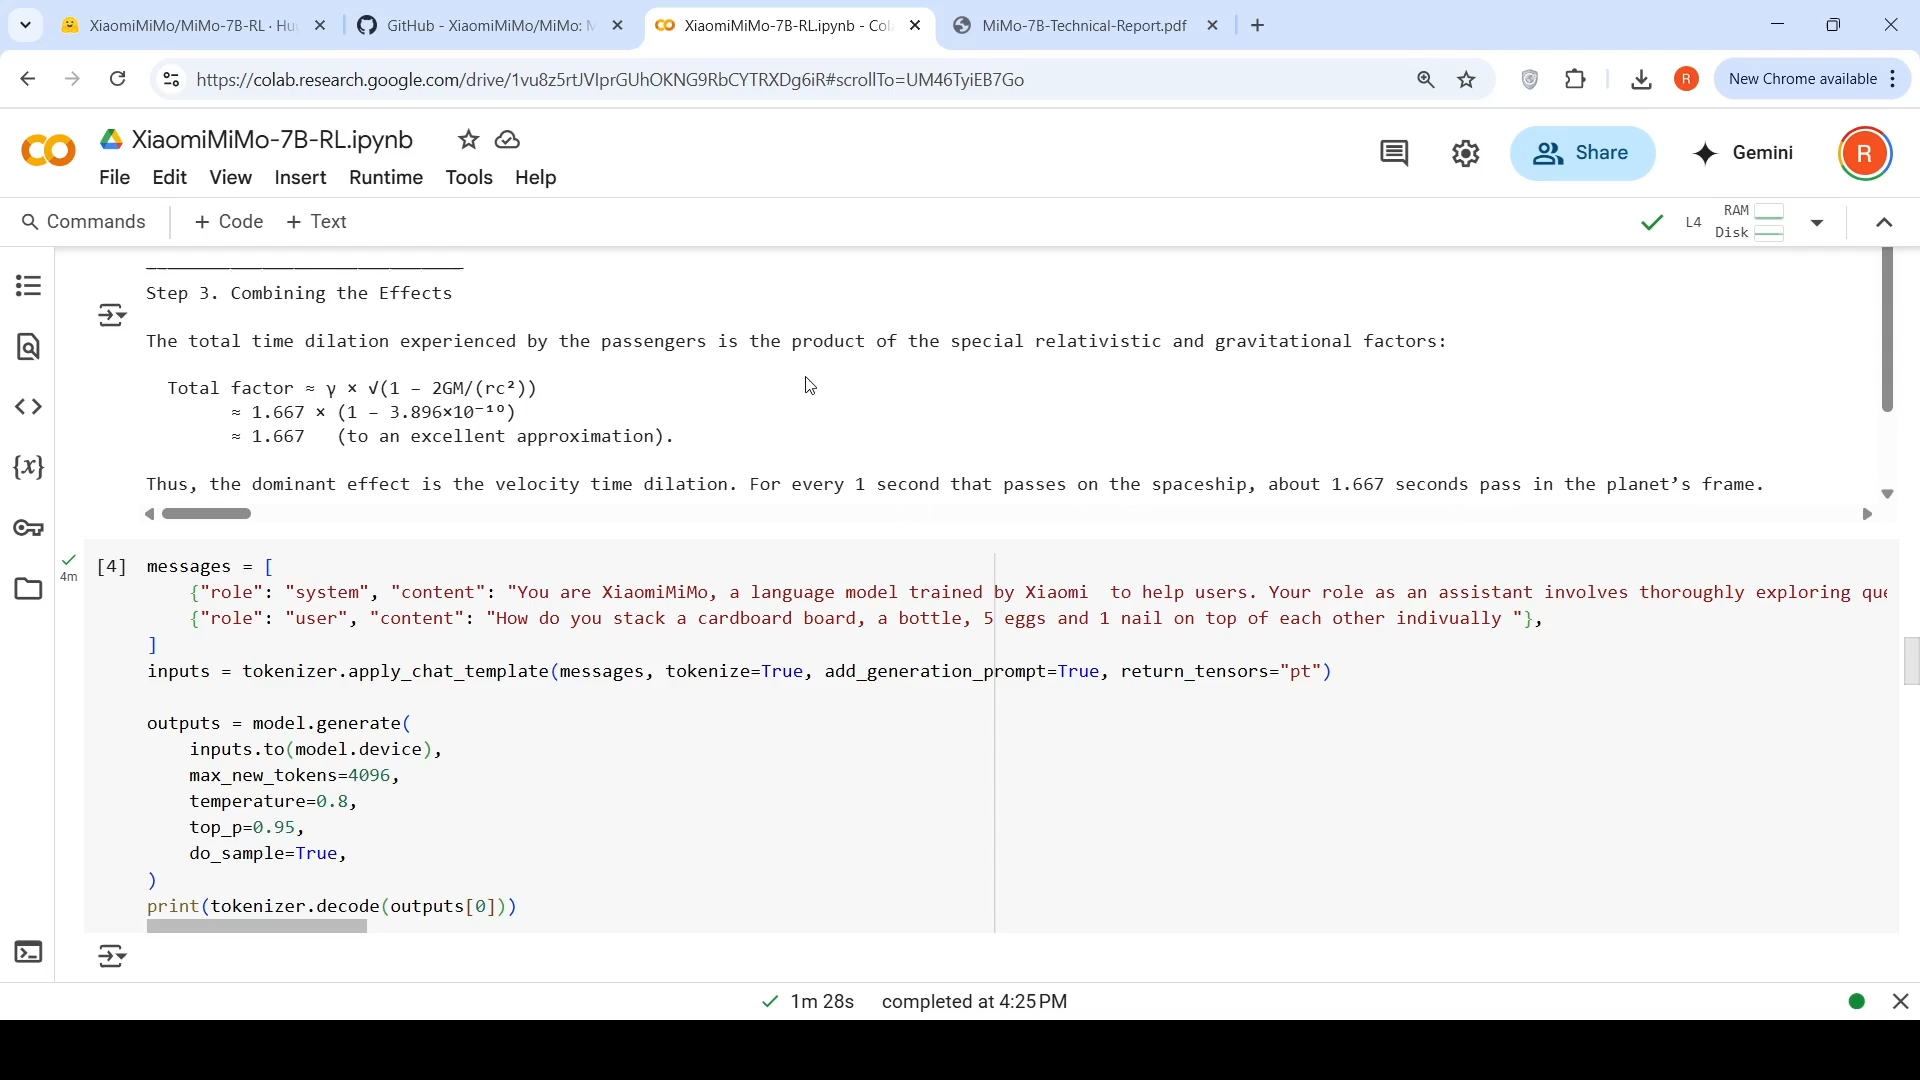 XiaomiMiMo/MiMo-7B-RL · Hu
GitHub - XiaomiMiMo/MiMo: M
XiaomiMiMo-7B-RL.ipynb - Col
MiMo-7B-Technical-Report.pdf
https://colab.research.google.com/drive/1vu8z5rtJVIprGUhOKNG9RbCYTRXDg6iR#scrollTo=UM46TyiEB7Go
R
New Chrome available
XiaomiMiMo-7B-RL.ipynb
Share
Gemini
R
File Edit View Insert Runtime Tools Help
Commands + Code + Text
L4
RAM
Disk
Step 3. Combining the Effects
The total time dilation experienced by the passengers is the product of the special relativistic and gravitational factors:
Total factor ≈ γ × √(1 – 2GM/(rc²))
≈ 1.667 × (1 – 3.896×10⁻¹⁰)
≈ 1.667 (to an excellent approximation).
Thus, the dominant effect is the velocity time dilation. For every 1 second that passes on the spaceship, about 1.667 seconds pass in the planet’s frame.
4m
[4] messages = [
{"role": "system", "content": "You are XiaomiMiMo, a language model trained by Xiaomi  to help users. Your role as an assistant involves thoroughly exploring que
{"role": "user", "content": "How do you stack a cardboard board, a bottle, 5 eggs and 1 nail on top of each other indivually "},
]
inputs = tokenizer.apply_chat_template(messages, tokenize=True, add_generation_prompt=True, return_tensors="pt")
outputs = model.generate(
inputs.to(model.device),
max_new_tokens=4096,
temperature=0.8,
top_p=0.95,
do_sample=True,
)
print(tokenizer.decode(outputs[0]))
1m 28s completed at 4:25 PM